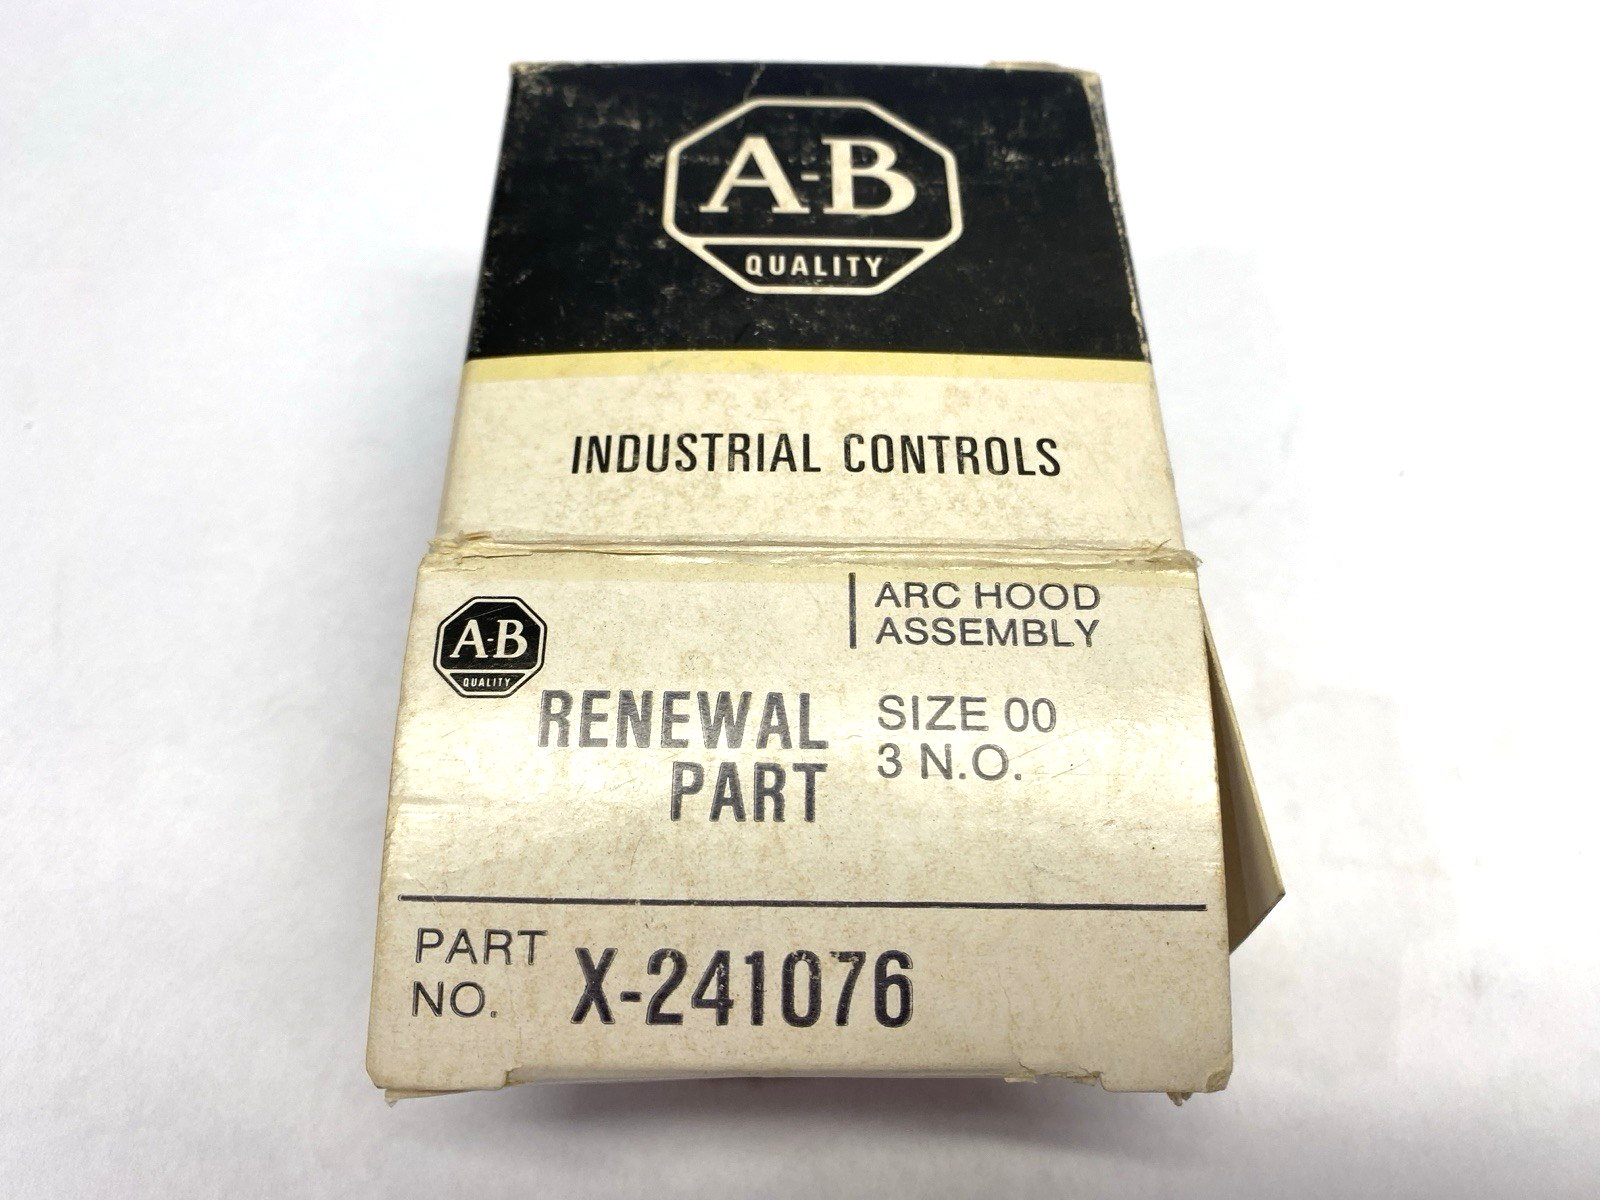 A-B
QUALITY
INDUSTRIAL CONTROLS
A-B
QUALITY
RENEWAL
PART
ARC HOOD
ASSEMBLY
SIZE 00
3 N.O.
PART
NO.
X-241076